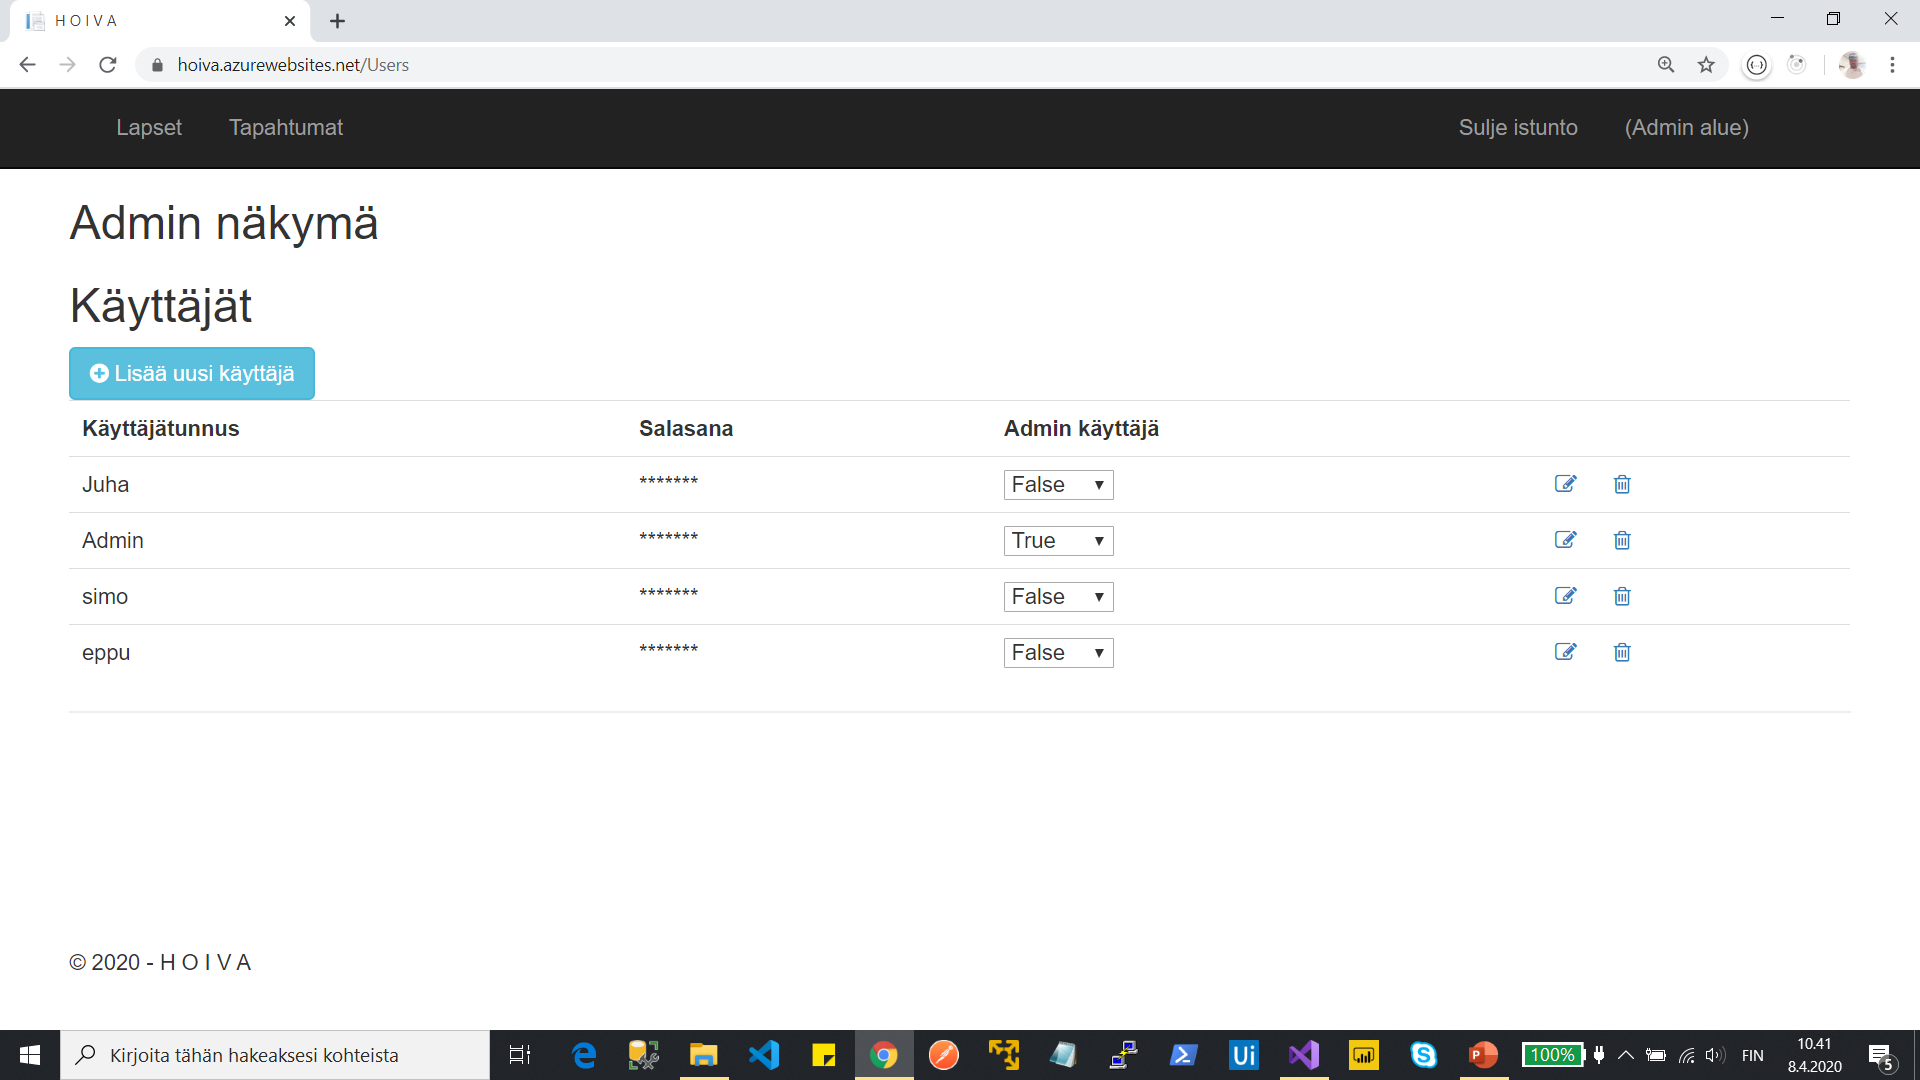 H O I V A
hoiva.azurewebsites.net/Users
Lapset Tapahtumat Sulje istunto (Admin alue)
Admin näkymä
Käyttäjät
Lisää uusi käyttäjä
Käyttäjätunnus Salasana Admin käyttäjä
Juha ******* False
Admin ******* True
simo ******* False
eppu ******* False
© 2020 - H O I V A
Kirjoita tähän hakeaksesi kohteista
Ui
100%
FIN
10.41
8.4.2020
5